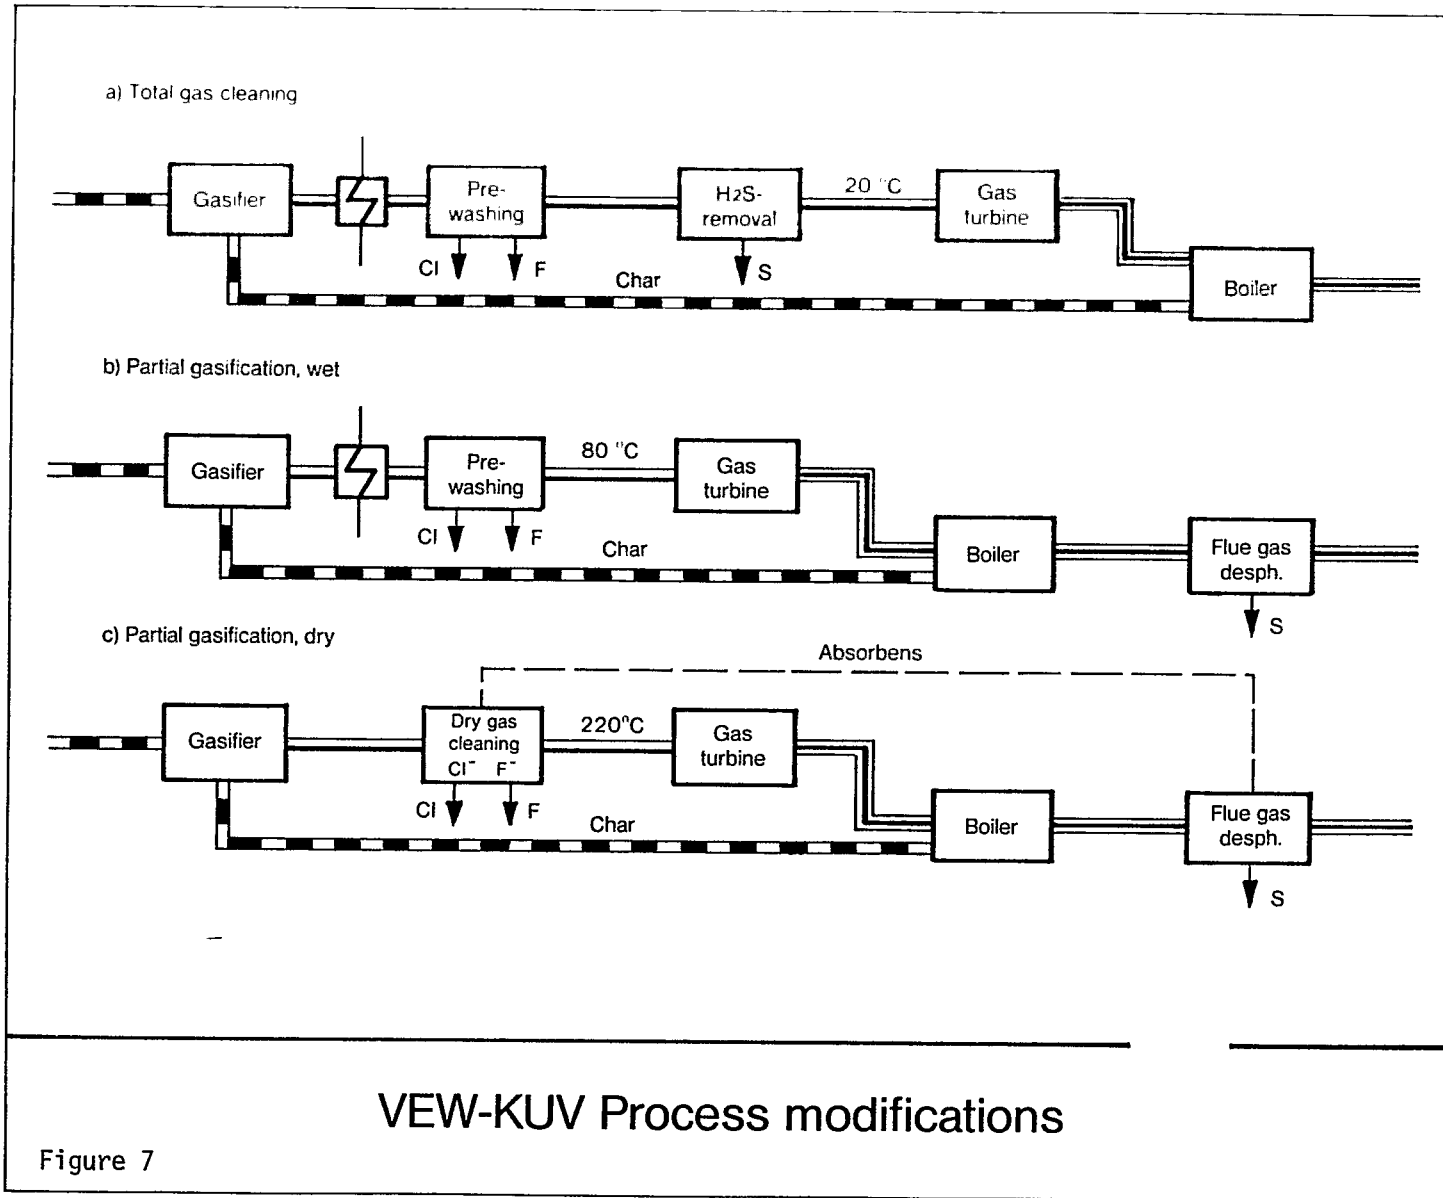 a) Total gas cleaning
Gasifier
Pre-
washing
H2S-
removal
20 °C
Gas
turbine
Cl
F
S
Char
Boiler
b) Partial gasification, wet
Gasifier
Pre-
washing
80 °C
Gas
turbine
Cl
F
Char
Boiler
Flue gas
desph.
S
c) Partial gasification, dry
Absorbens
Gasifier
Dry gas
cleaning
Cl⁻ F⁻
220°C
Gas
turbine
Cl
F
Char
Boiler
Flue gas
desph.
S
VEW-KUV Process modifications
Figure 7